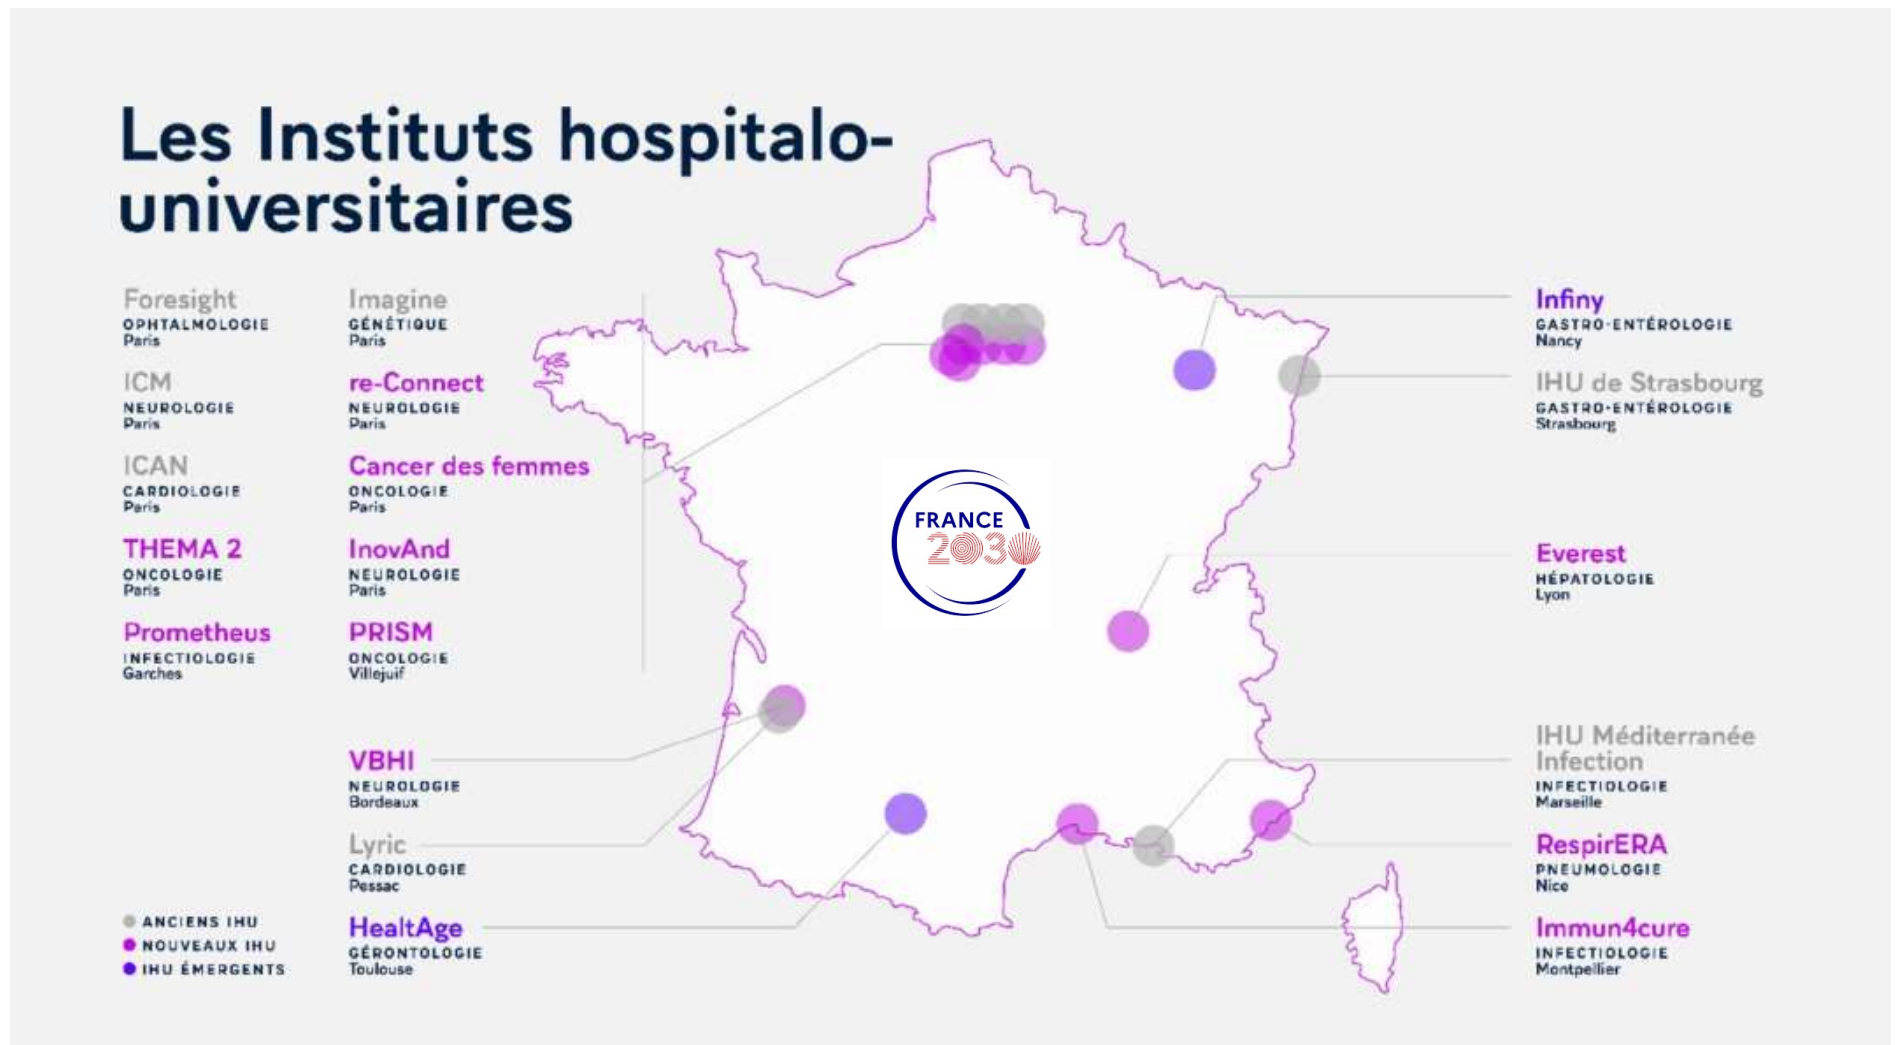 Les Instituts hospitalo-
universitaires
Foresight
OPHTALMOLOGIE
Paris
Imagine
GÉNÉTIQUE
Paris
ICM
NEUROLOGIE
Paris
re-Connect
NEUROLOGIE
Paris
ICAN
CARDIOLOGIE
Paris
Cancer des femmes
ONCOLOGIE
Paris
THEMA 2
ONCOLOGIE
Paris
InovAnd
NEUROLOGIE
Paris
Prometheus
INFECTIOLOGIE
Garches
PRISM
ONCOLOGIE
Villejuif
VBHI
NEUROLOGIE
Bordeaux
Lyric
CARDIOLOGIE
Pessac
HealtAge
GÉRONTOLOGIE
Toulouse
ANCIENS IHU
NOUVEAUX IHU
IHU ÉMERGENTS
FRANCE
2030
Infiny
GASTRO-ENTÉROLOGIE
Nancy
IHU de Strasbourg
GASTRO-ENTÉROLOGIE
Strasbourg
Everest
HÉPATOLOGIE
Lyon
IHU Méditerranée
Infection
INFECTIOLOGIE
Marseille
RespirERA
PNEUMOLOGIE
Nice
Immun4cure
INFECTIOLOGIE
Montpellier